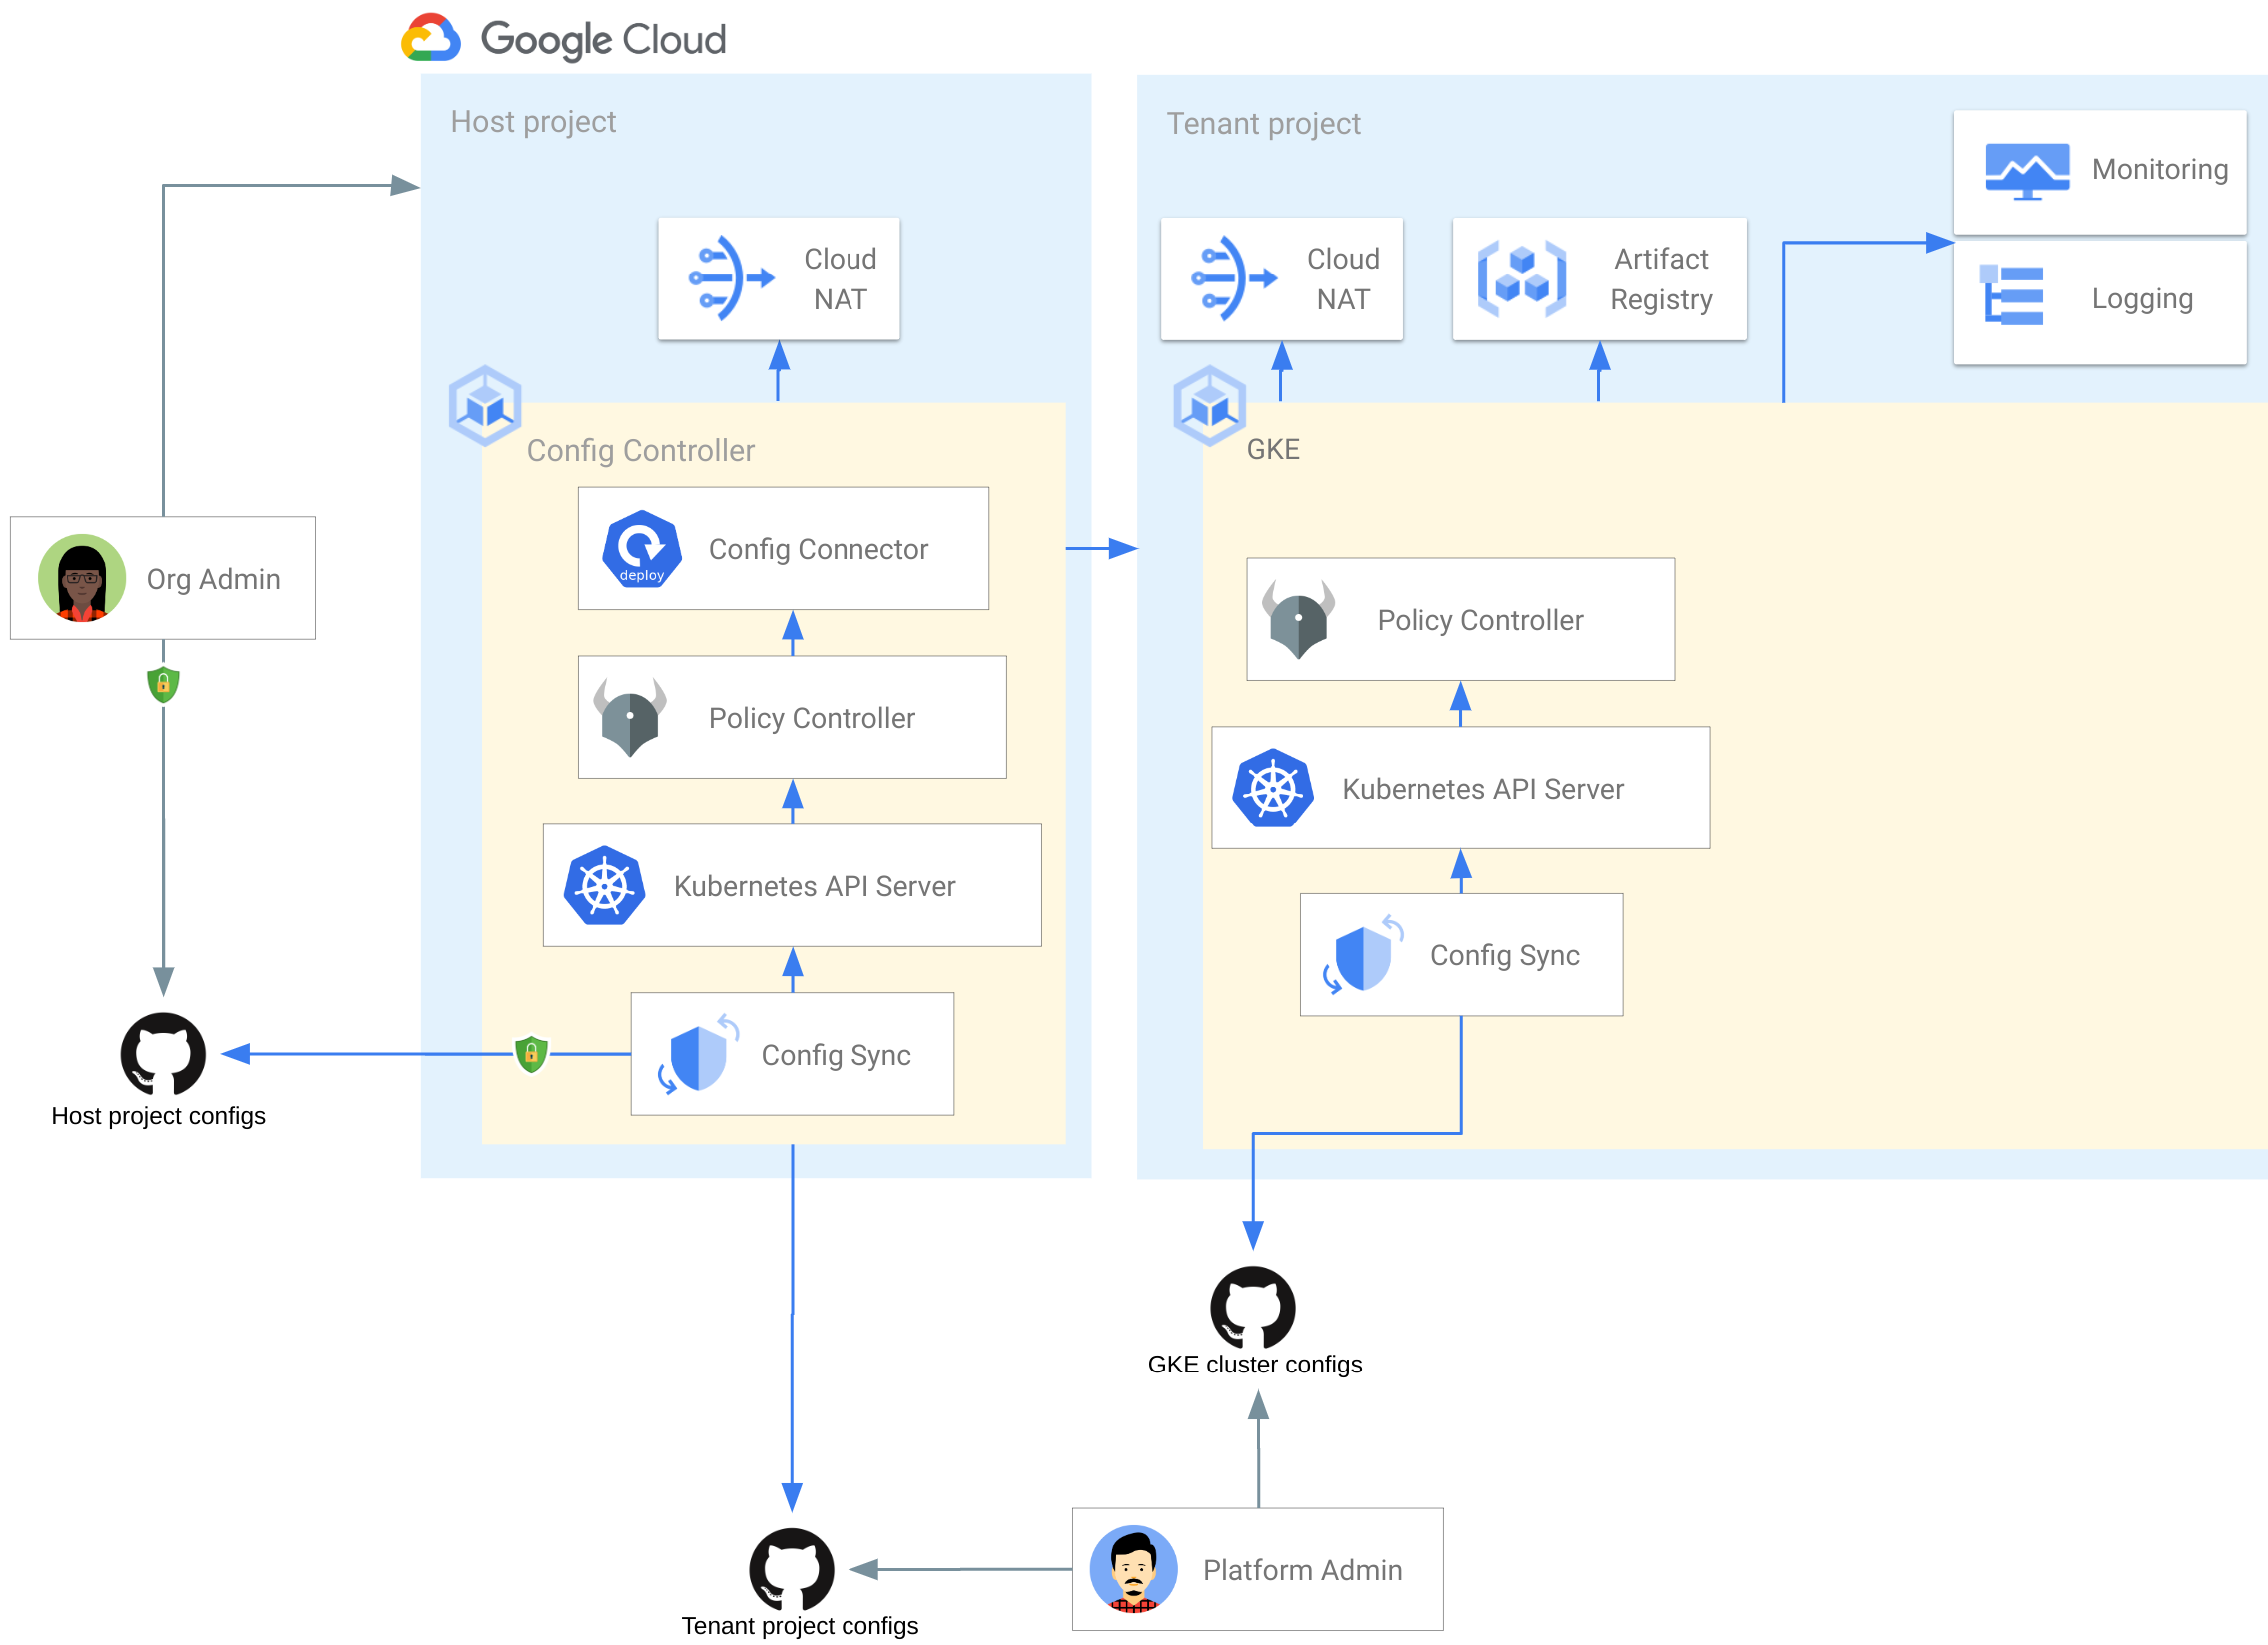 Google Cloud
Host project
Cloud
NAT
Config Controller
Config Connector
deploy
Policy Controller
Kubernetes API Server
Config Sync
Org Admin
Host project configs
Tenant project
Cloud
NAT
Artifact
Registry
Monitoring
Logging
GKE
Policy Controller
Kubernetes API Server
Config Sync
GKE cluster configs
Platform Admin
Tenant project configs